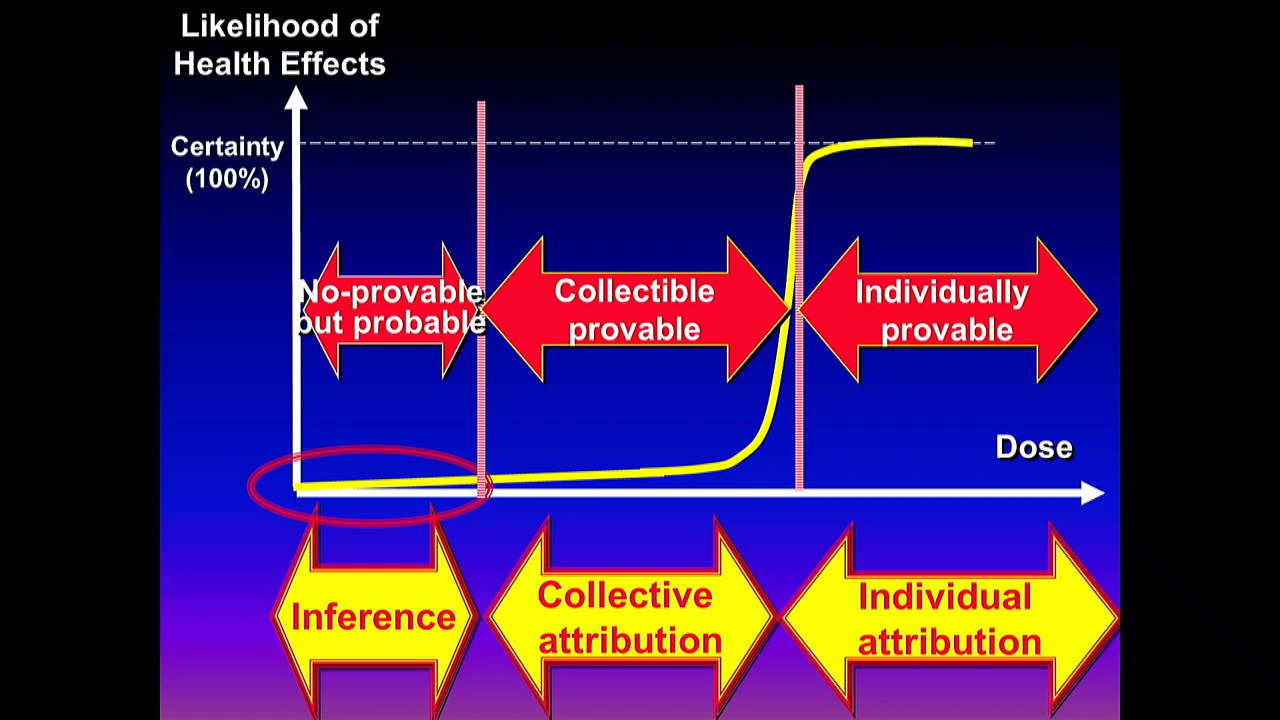 Likelihood of
Health Effects
Certainty
(100%)
No-provable
but probable
Collectible
provable
Individually
provable
Dose
Inference
Collective
attribution
Individual
attribution